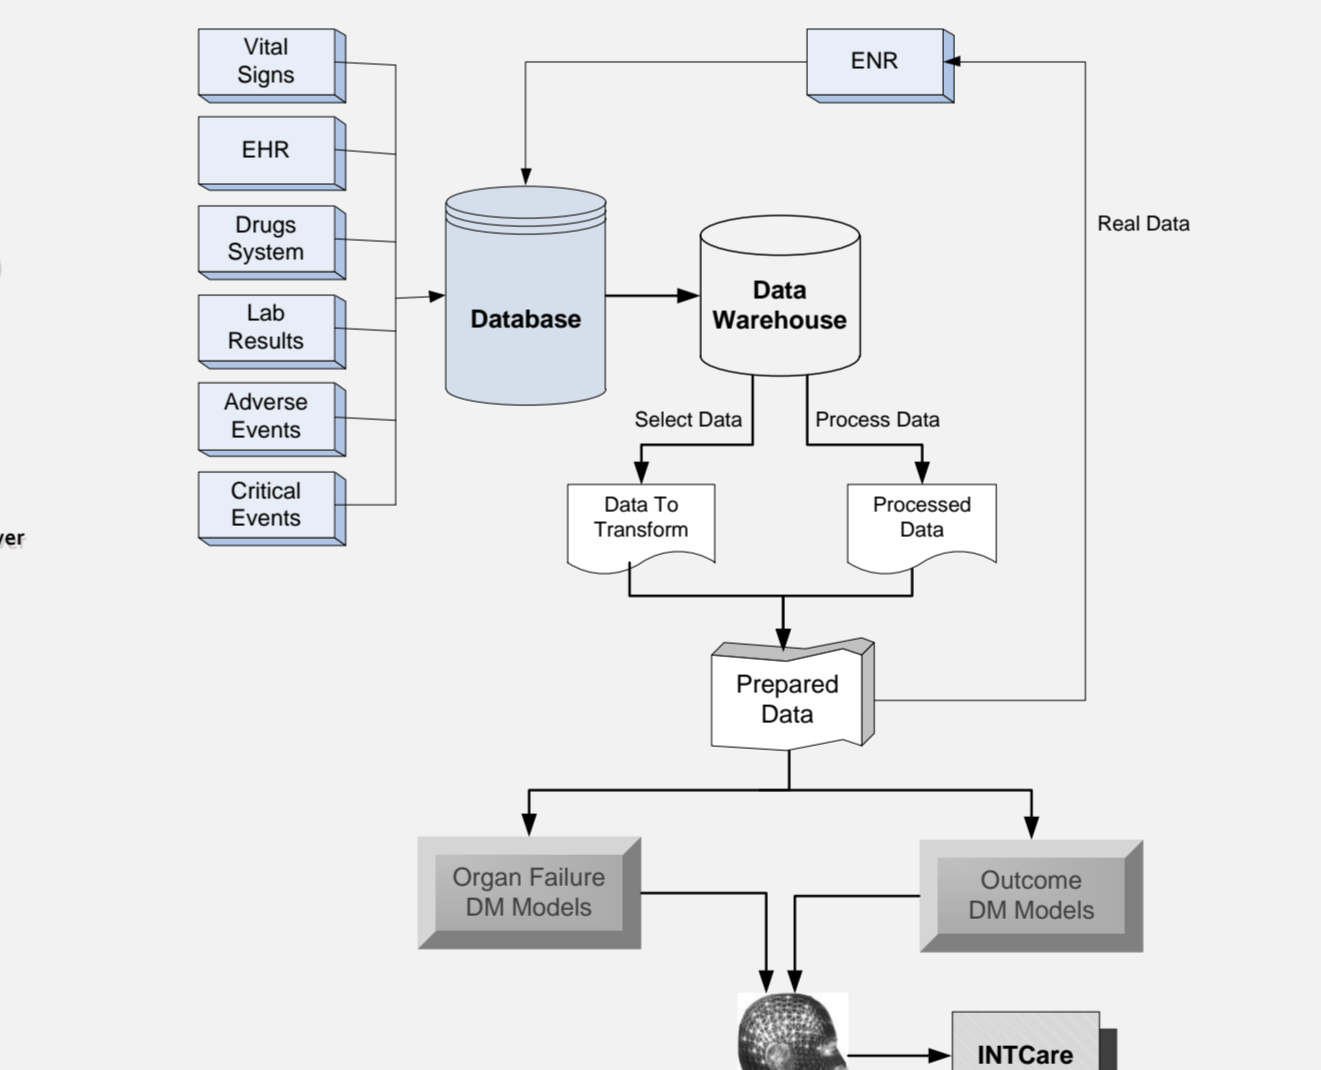 Vital
Signs
ENR
EHR
Drugs
System
Real Data
Lab
Results
Database
Data
Warehouse
Adverse
Events
Select Data
Process Data
Critical
Events
Data To
Transform
Processed
Data
Prepared
Data
Organ Failure
DM Models
Outcome
DM Models
INTCare